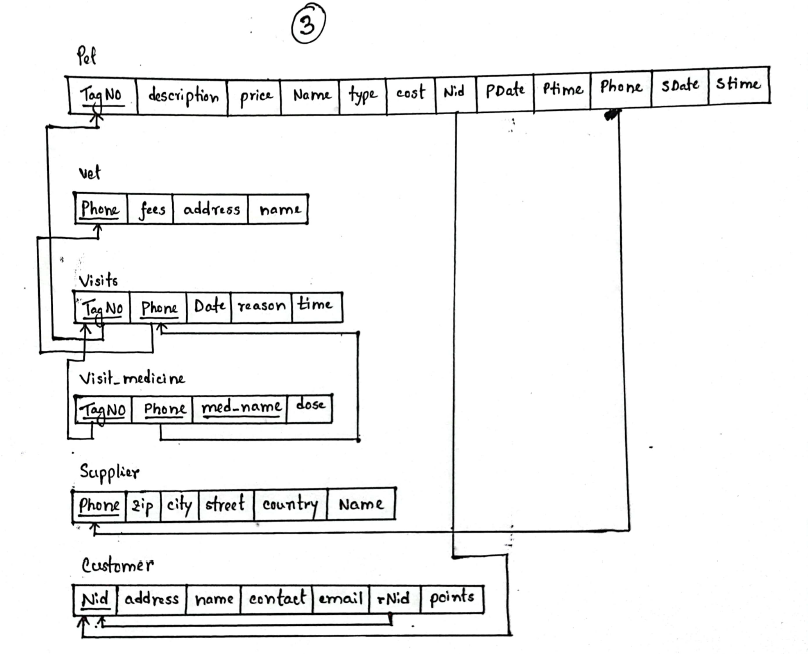 3
Pet
TagNO description price Name type cost Nid PDate Ptime Phone SDate Stime
Vet
Phone fees address name
Visits
TagNO Phone Date reason time
Visit_medicine
TagNO Phone med_name dose
Supplier
Phone zip city street country Name
Customer
Nid address name contact email rNid points